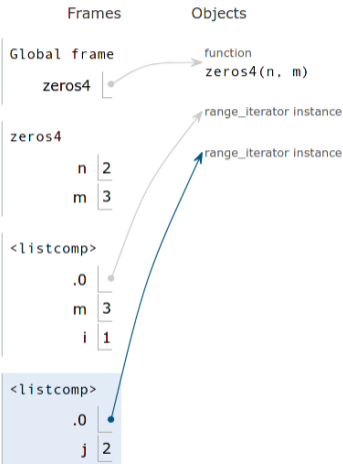 Frames Objects
Global frame
zeros4
function
zeros4(n, m)
range_iterator instance
range_iterator instance
zeros4
n 2
m 3
<listcomp>
.0
m 3
i 1
<listcomp>
.0
j 2